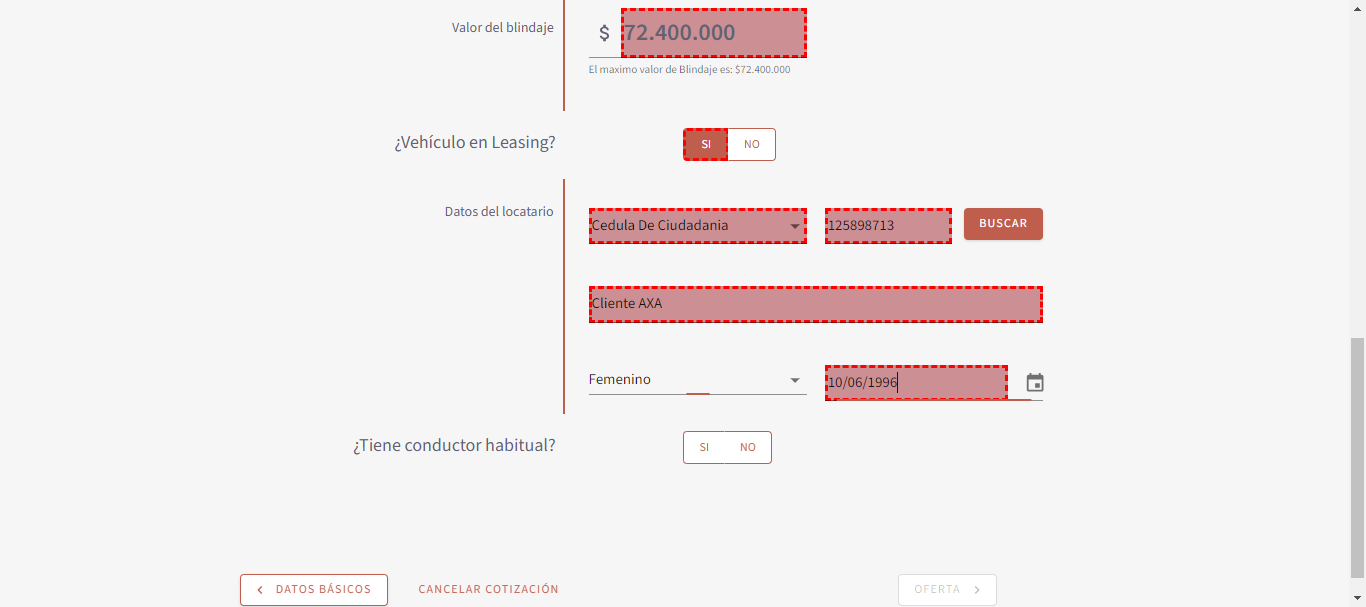 Valor del blindaje
$ 72.400.000
El maximo valor de Blindaje es: $72.400.000
¿Vehículo en Leasing?
SI NO
Datos del locatario
Cedula De Ciudadania 125898713 BUSCAR
Cliente AXA
Femenino 10/06/1996
¿Tiene conductor habitual?
SI NO
DATOS BÁSICOS CANCELAR COTIZACIÓN OFERTA